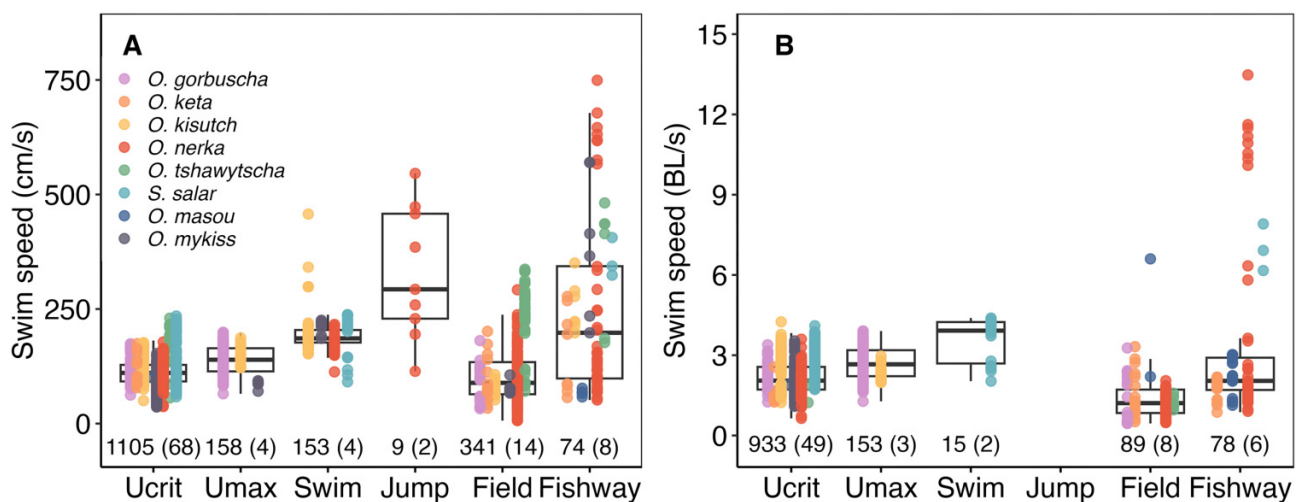 A
O. gorbuscha
O. keta
O. kisutch
O. nerka
O. tshawytscha
S. salar
O. masou
O. mykiss
Swim speed (cm/s)
750
500
250
0
1105 (68) 158 (4) 153 (4) 9 (2) 341 (14) 74 (8)
Ucrit Umax Swim Jump Field Fishway
B
Swim speed (BL/s)
15
12
9
6
3
0
933 (49) 153 (3) 15 (2) 89 (8) 78 (6)
Ucrit Umax Swim Jump Field Fishway